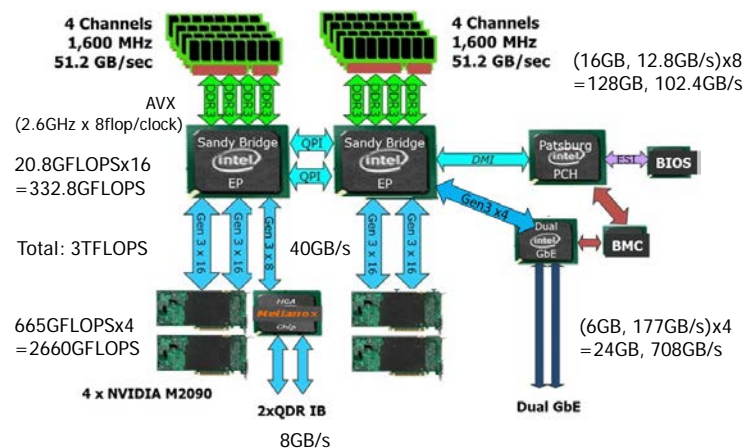 4 Channels
1,600 MHz
51.2 GB/sec
4 Channels
1,600 MHz
51.2 GB/sec
(16GB, 12.8GB/s)x8
=128GB, 102.4GB/s
DDR3
DDR3
DDR3
DDR3
DDR3
DDR3
DDR3
DDR3
AVX
(2.6GHz x 8flop/clock)
Sandy Bridge
intel
EP
QPI
QPI
Sandy Bridge
intel
EP
DMI
Patsburg
intel
PCH
ESI
BIOS
20.8GFLOPSx16
=332.8GFLOPS
Gen3 x4
Dual
intel
GbE
BMC
Total: 3TFLOPS
Gen 3 x 16
Gen 3 x 16
Gen 3 x 8
40GB/s
Gen 3 x 16
Gen 3 x 16
665GFLOPSx4
=2660GFLOPS
HCA
Mellanox
Chip
(6GB, 177GB/s)x4
=24GB, 708GB/s
4 x NVIDIA M2090
2xQDR IB
Dual GbE
8GB/s